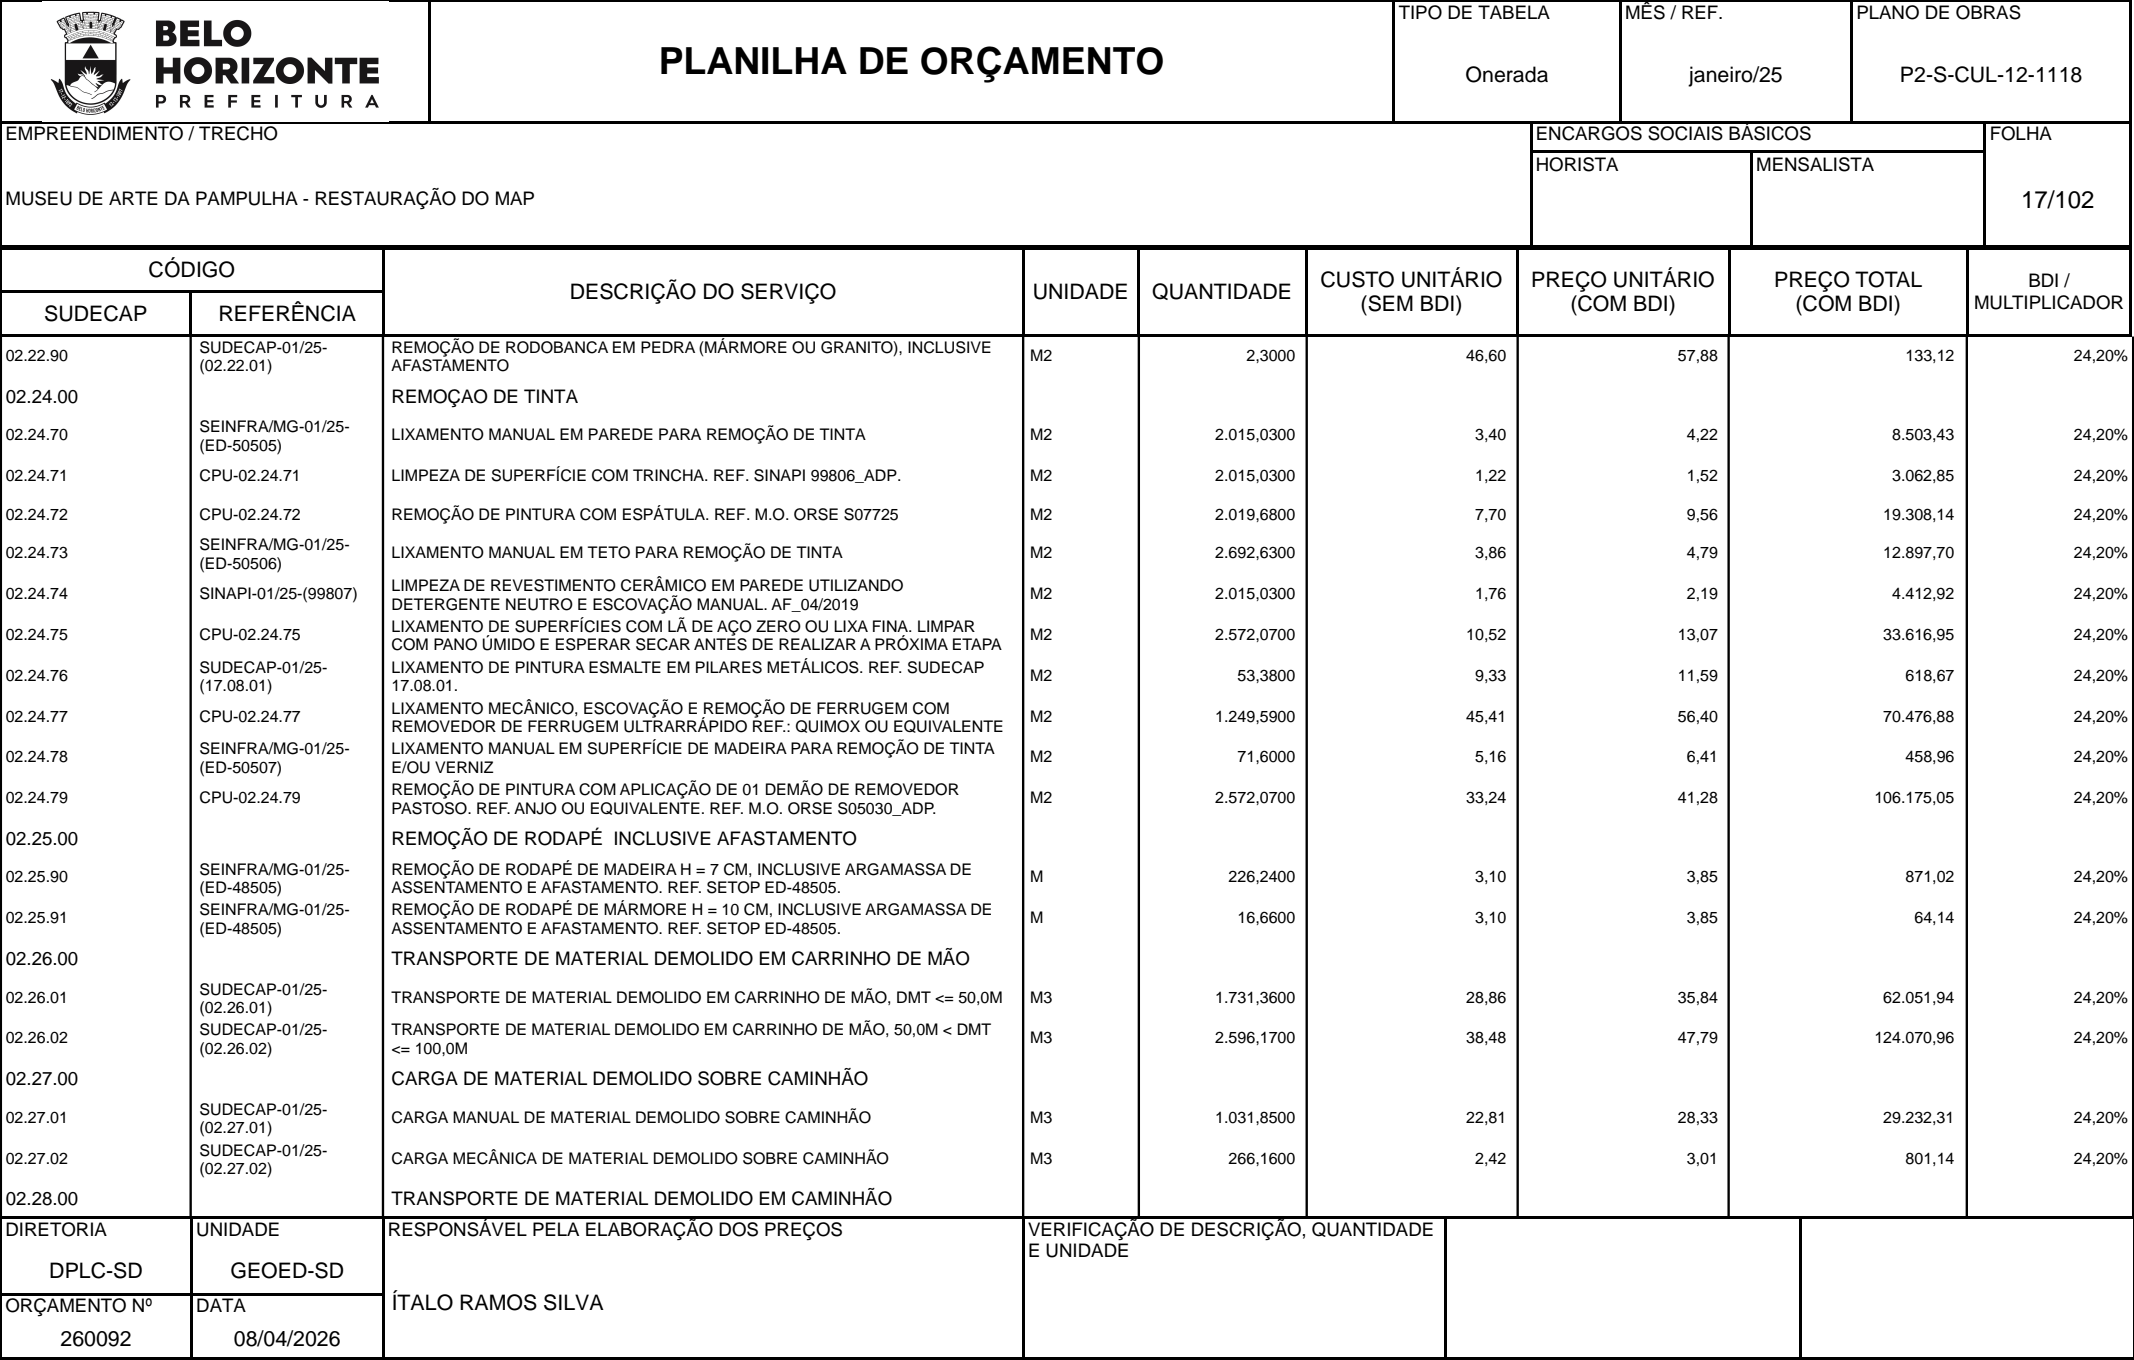 BELO
HORIZONTE
PREFEITURA
PLANILHA DE ORÇAMENTO
TIPO DE TABELA
Onerada
MÊS / REF.
janeiro/25
PLANO DE OBRAS
P2-S-CUL-12-1118
EMPREENDIMENTO / TRECHO
MUSEU DE ARTE DA PAMPULHA - RESTAURAÇÃO DO MAP
ENCARGOS SOCIAIS BÁSICOS
HORISTA
MENSALISTA
FOLHA
17/102
CÓDIGO
SUDECAP
REFERÊNCIA
DESCRIÇÃO DO SERVIÇO
UNIDADE
QUANTIDADE
CUSTO UNITÁRIO
(SEM BDI)
PREÇO UNITÁRIO
(COM BDI)
PREÇO TOTAL
(COM BDI)
BDI /
MULTIPLICADOR
02.22.90
SUDECAP-01/25-
(02.22.01)
REMOÇÃO DE RODOBANCA EM PEDRA (MÁRMORE OU GRANITO), INCLUSIVE
AFASTAMENTO
M2 2,3000 46,60 57,88 133,12 24,20%
02.24.00 REMOÇAO DE TINTA
02.24.70
SEINFRA/MG-01/25-
(ED-50505)
LIXAMENTO MANUAL EM PAREDE PARA REMOÇÃO DE TINTA
M2 2.015,0300 3,40 4,22 8.503,43 24,20%
02.24.71 CPU-02.24.71 LIMPEZA DE SUPERFÍCIE COM TRINCHA. REF. SINAPI 99806_ADP. M2 2.015,0300 1,22 1,52 3.062,85 24,20%
02.24.72 CPU-02.24.72 REMOÇÃO DE PINTURA COM ESPÁTULA. REF. M.O. ORSE S07725 M2 2.019,6800 7,70 9,56 19.308,14 24,20%
02.24.73
SEINFRA/MG-01/25-
(ED-50506)
LIXAMENTO MANUAL EM TETO PARA REMOÇÃO DE TINTA
M2 2.692,6300 3,86 4,79 12.897,70 24,20%
02.24.74 SINAPI-01/25-(99807)
LIMPEZA DE REVESTIMENTO CERÂMICO EM PAREDE UTILIZANDO
DETERGENTE NEUTRO E ESCOVAÇÃO MANUAL. AF_04/2019
M2 2.015,0300 1,76 2,19 4.412,92 24,20%
02.24.75 CPU-02.24.75
LIXAMENTO DE SUPERFÍCIES COM LÃ DE AÇO ZERO OU LIXA FINA. LIMPAR
COM PANO ÚMIDO E ESPERAR SECAR ANTES DE REALIZAR A PRÓXIMA ETAPA
M2 2.572,0700 10,52 13,07 33.616,95 24,20%
02.24.76
SUDECAP-01/25-
(17.08.01)
LIXAMENTO DE PINTURA ESMALTE EM PILARES METÁLICOS. REF. SUDECAP
17.08.01.
M2 53,3800 9,33 11,59 618,67 24,20%
02.24.77 CPU-02.24.77
LIXAMENTO MECÂNICO, ESCOVAÇÃO E REMOÇÃO DE FERRUGEM COM
REMOVEDOR DE FERRUGEM ULTRARRÁPIDO REF.: QUIMOX OU EQUIVALENTE
M2 1.249,5900 45,41 56,40 70.476,88 24,20%
02.24.78
SEINFRA/MG-01/25-
(ED-50507)
LIXAMENTO MANUAL EM SUPERFÍCIE DE MADEIRA PARA REMOÇÃO DE TINTA
E/OU VERNIZ
M2 71,6000 5,16 6,41 458,96 24,20%
02.24.79 CPU-02.24.79
REMOÇÃO DE PINTURA COM APLICAÇÃO DE 01 DEMÃO DE REMOVEDOR
PASTOSO. REF. ANJO OU EQUIVALENTE. REF. M.O. ORSE S05030_ADP.
M2 2.572,0700 33,24 41,28 106.175,05 24,20%
02.25.00 REMOÇÃO DE RODAPÉ  INCLUSIVE AFASTAMENTO
02.25.90
SEINFRA/MG-01/25-
(ED-48505)
REMOÇÃO DE RODAPÉ DE MADEIRA H = 7 CM, INCLUSIVE ARGAMASSA DE
ASSENTAMENTO E AFASTAMENTO. REF. SETOP ED-48505.
M 226,2400 3,10 3,85 871,02 24,20%
02.25.91
SEINFRA/MG-01/25-
(ED-48505)
REMOÇÃO DE RODAPÉ DE MÁRMORE H = 10 CM, INCLUSIVE ARGAMASSA DE
ASSENTAMENTO E AFASTAMENTO. REF. SETOP ED-48505.
M 16,6600 3,10 3,85 64,14 24,20%
02.26.00 TRANSPORTE DE MATERIAL DEMOLIDO EM CARRINHO DE MÃO
02.26.01
SUDECAP-01/25-
(02.26.01)
TRANSPORTE DE MATERIAL DEMOLIDO EM CARRINHO DE MÃO, DMT <= 50,0M
M3 1.731,3600 28,86 35,84 62.051,94 24,20%
02.26.02
SUDECAP-01/25-
(02.26.02)
TRANSPORTE DE MATERIAL DEMOLIDO EM CARRINHO DE MÃO, 50,0M < DMT
<= 100,0M
M3 2.596,1700 38,48 47,79 124.070,96 24,20%
02.27.00 CARGA DE MATERIAL DEMOLIDO SOBRE CAMINHÃO
02.27.01
SUDECAP-01/25-
(02.27.01)
CARGA MANUAL DE MATERIAL DEMOLIDO SOBRE CAMINHÃO
M3 1.031,8500 22,81 28,33 29.232,31 24,20%
02.27.02
SUDECAP-01/25-
(02.27.02)
CARGA MECÂNICA DE MATERIAL DEMOLIDO SOBRE CAMINHÃO
M3 266,1600 2,42 3,01 801,14 24,20%
02.28.00 TRANSPORTE DE MATERIAL DEMOLIDO EM CAMINHÃO
DIRETORIA
DPLC-SD
UNIDADE
GEOED-SD
RESPONSÁVEL PELA ELABORAÇÃO DOS PREÇOS
ÍTALO RAMOS SILVA
VERIFICAÇÃO DE DESCRIÇÃO, QUANTIDADE
E UNIDADE
ORÇAMENTO Nº
260092
DATA
08/04/2026